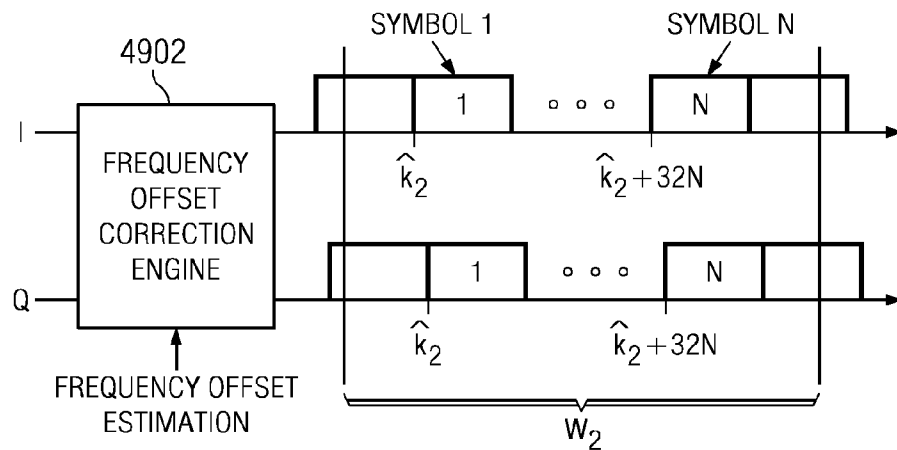 SYMBOL 1
SYMBOL N
4902
I
FREQUENCY
OFFSET
CORRECTION
ENGINE
1
N
k̂₂
k̂₂+32N
Q
1
N
k̂₂
k̂₂+32N
FREQUENCY OFFSET
ESTIMATION
W₂